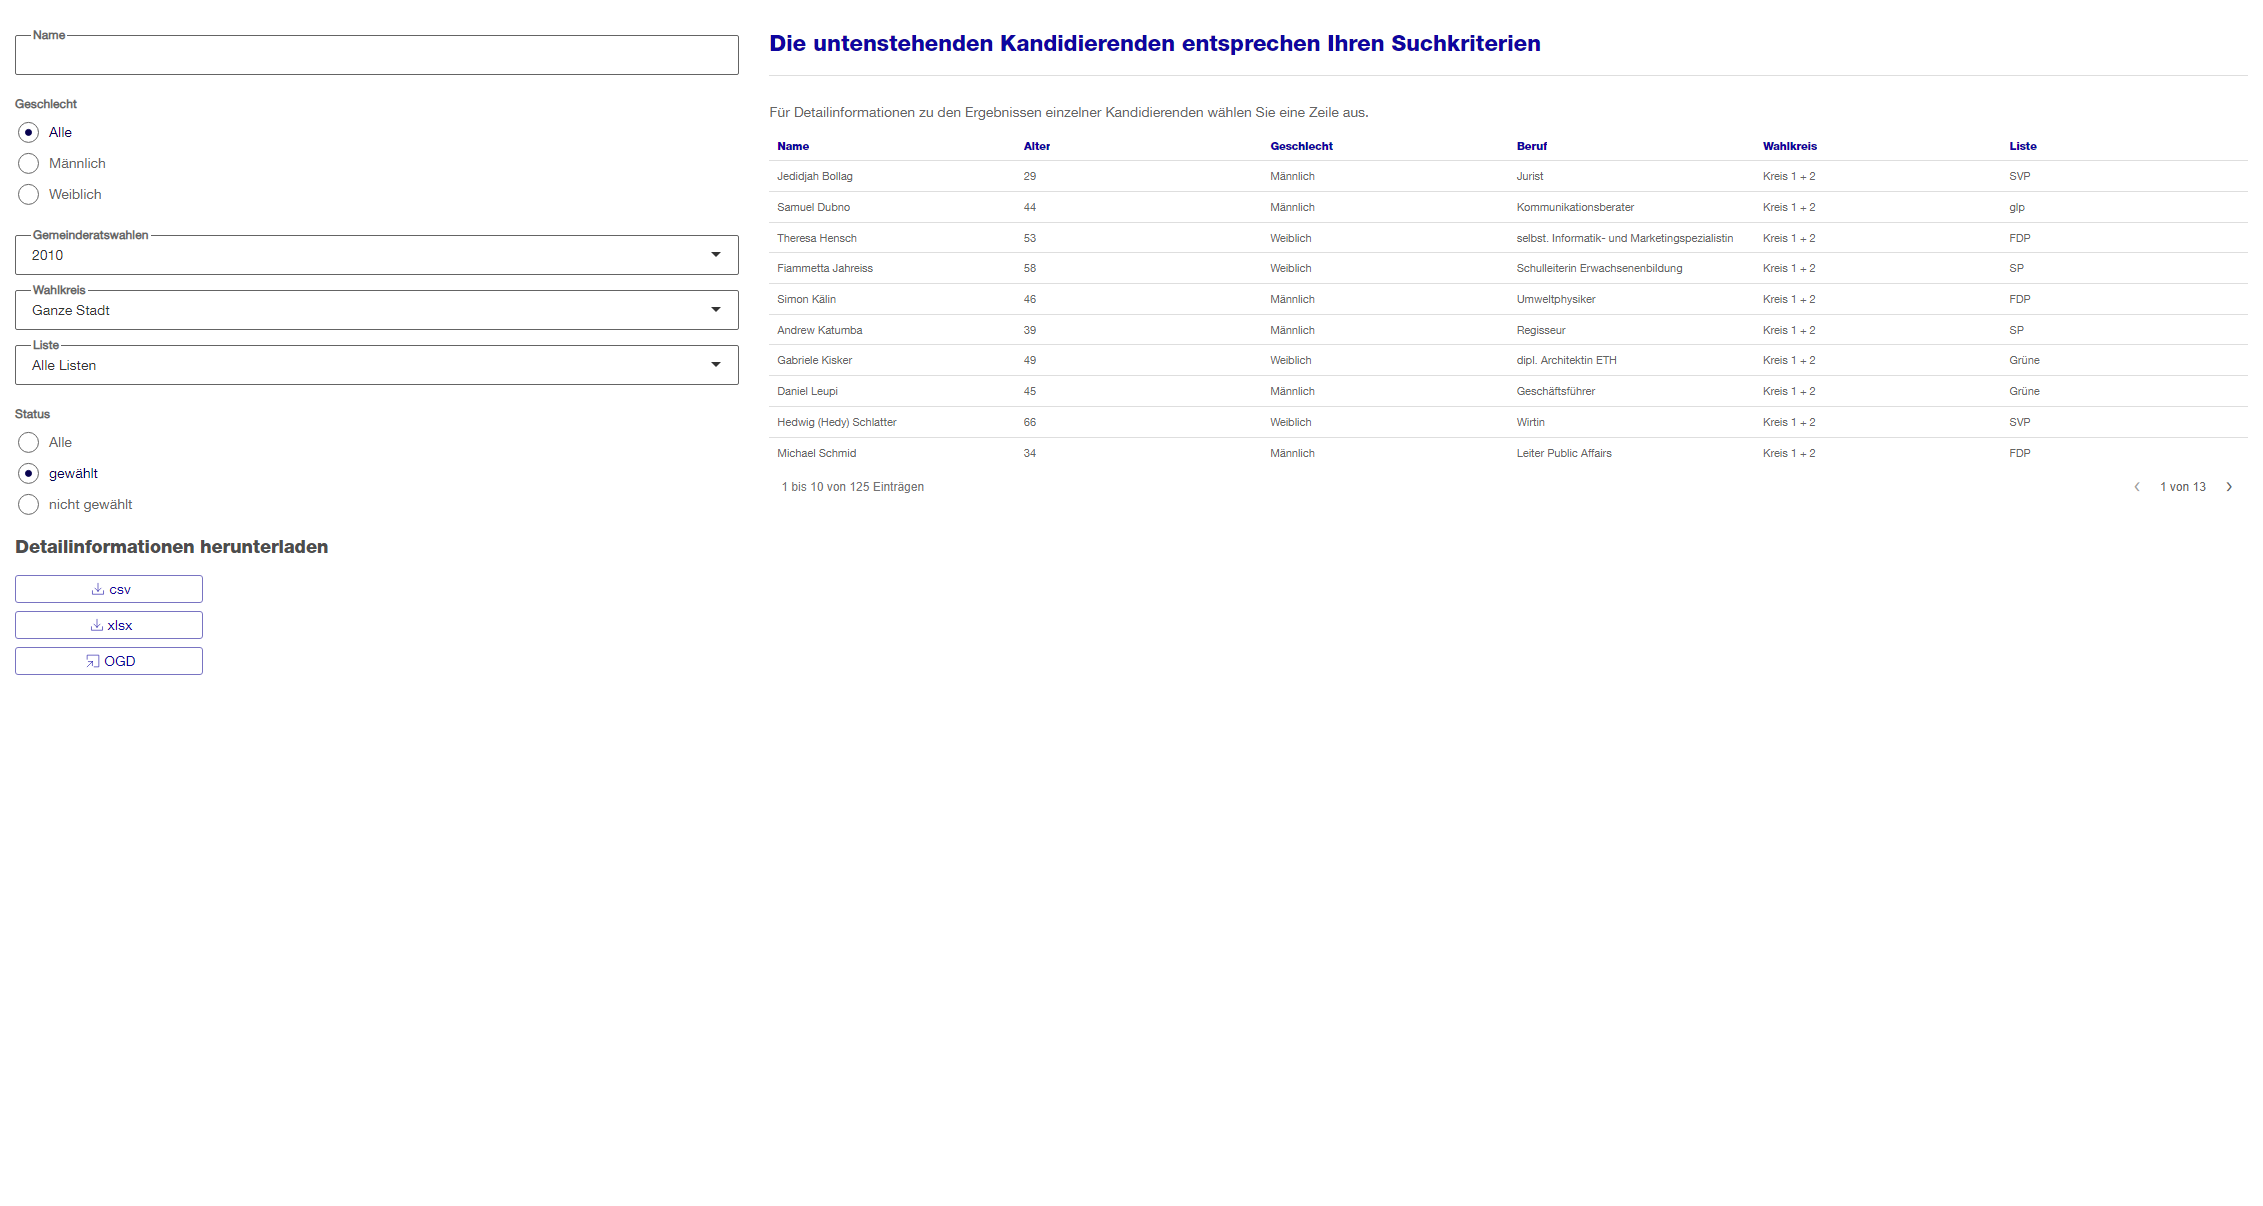 Name
Geschlecht
Alle
Männlich
Weiblich
Gemeinderatswahlen
2010
Wahlkreis
Ganze Stadt
Liste
Alle Listen
Status
Alle
gewählt
nicht gewählt
Detailinformationen herunterladen
csv
xlsx
OGD
Die untenstehenden Kandidierenden entsprechen Ihren Suchkriterien
Für Detailinformationen zu den Ergebnissen einzelner Kandidierenden wählen Sie eine Zeile aus.
Name Alter Geschlecht Beruf Wahlkreis Liste
Jedidjah Bollag 29 Männlich Jurist Kreis 1 + 2 SVP
Samuel Dubno 44 Männlich Kommunikationsberater Kreis 1 + 2 glp
Theresa Hensch 53 Weiblich selbst. Informatik- und Marketingspezialistin Kreis 1 + 2 FDP
Fiammetta Jahreiss 58 Weiblich Schulleiterin Erwachsenenbildung Kreis 1 + 2 SP
Simon Kälin 46 Männlich Umweltphysiker Kreis 1 + 2 FDP
Andrew Katumba 39 Männlich Regisseur Kreis 1 + 2 SP
Gabriele Kisker 49 Weiblich dipl. Architektin ETH Kreis 1 + 2 Grüne
Daniel Leupi 45 Männlich Geschäftsführer Kreis 1 + 2 Grüne
Hedwig (Hedy) Schlatter 66 Weiblich Wirtin Kreis 1 + 2 SVP
Michael Schmid 34 Männlich Leiter Public Affairs Kreis 1 + 2 FDP
1 bis 10 von 125 Einträgen 1 von 13